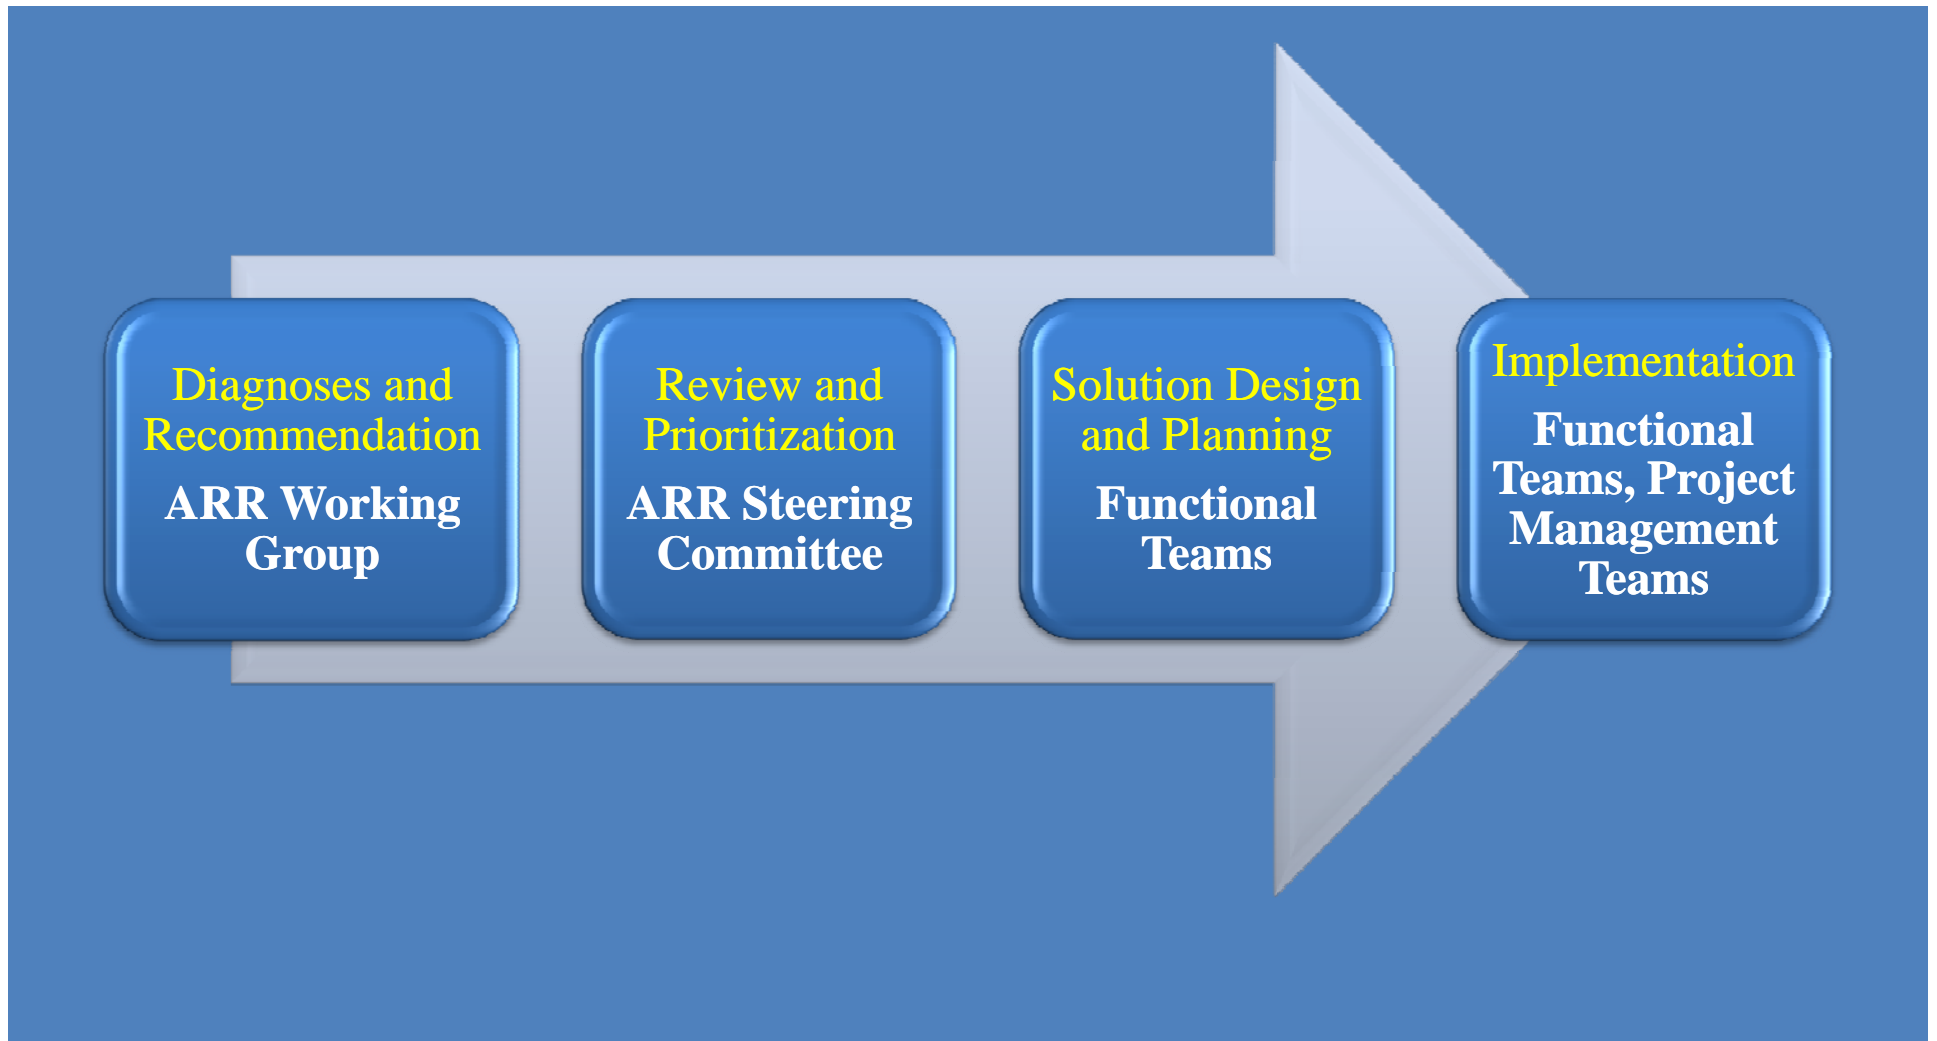 Diagnoses and
Recommendation
ARR Working
Group
Review and
Prioritization
ARR Steering
Committee
Solution Design
and Planning
Functional
Teams
Implementation
Functional
Teams, Project
Management
Teams